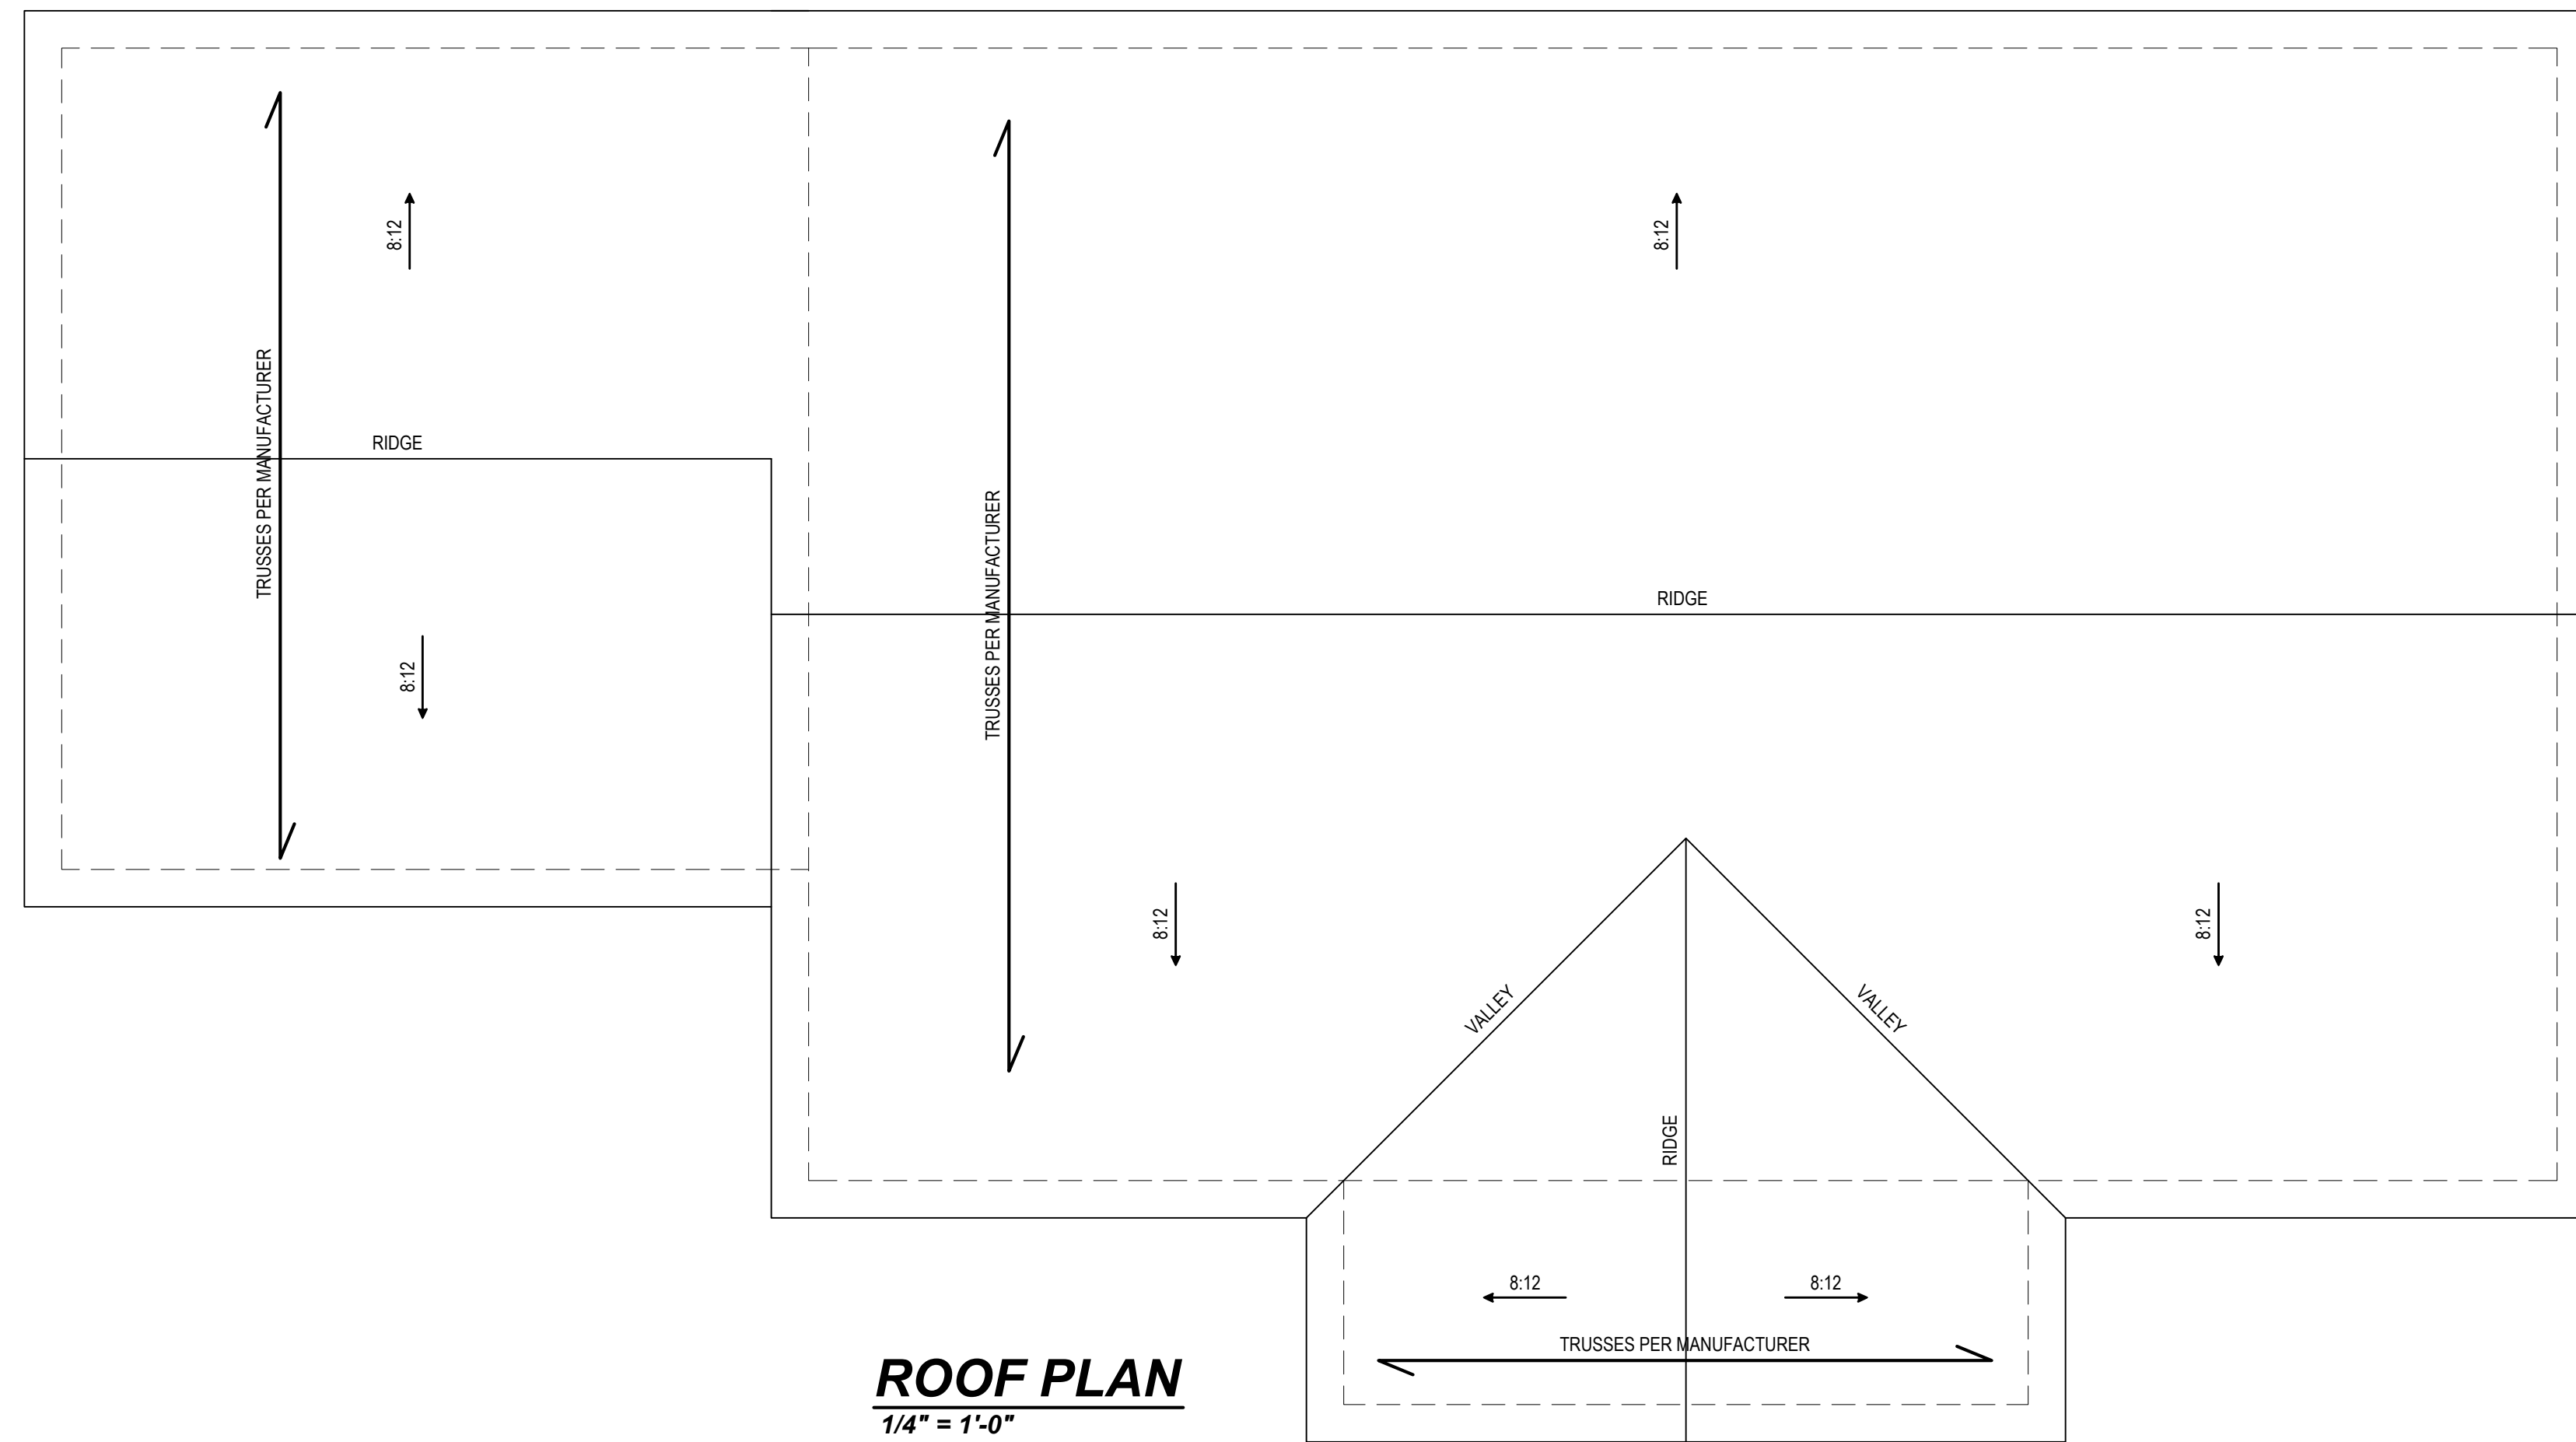 8:12
8:12
TRUSSES PER MANUFACTURER
RIDGE
TRUSSES PER MANUFACTURER
RIDGE
8:12
8:12
8:12
VALLEY
VALLEY
RIDGE
8:12
8:12
TRUSSES PER MANUFACTURER
ROOF PLAN
1/4" = 1'-0"